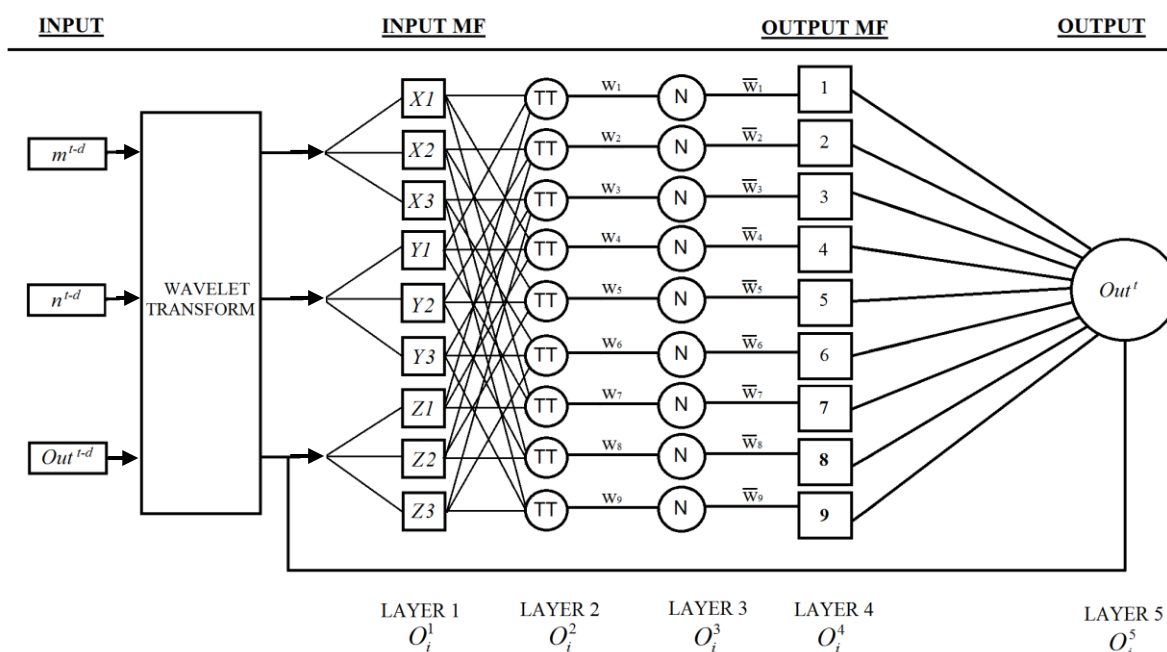 INPUT INPUT MF OUTPUT MF OUTPUT
X1 TT w₁ N w̅₁ 1
m^{t-d} X2 TT w₂ N w̅₂ 2
X3 TT w₃ N w̅₃ 3
Y1 TT w₄ N w̅₄ 4
WAVELET
TRANSFORM
n^{t-d} Y2 TT w₅ N w̅₅ 5 Out^t
Y3 TT w₆ N w̅₆ 6
Z1 TT w₇ N w̅₇ 7
Out^{t-d} Z2 TT w₈ N w̅₈ 8
Z3 TT w₉ N w̅₉ 9
LAYER 1 LAYER 2 LAYER 3 LAYER 4 LAYER 5
O_i^1 O_i^2 O_i^3 O_i^4 O_i^5